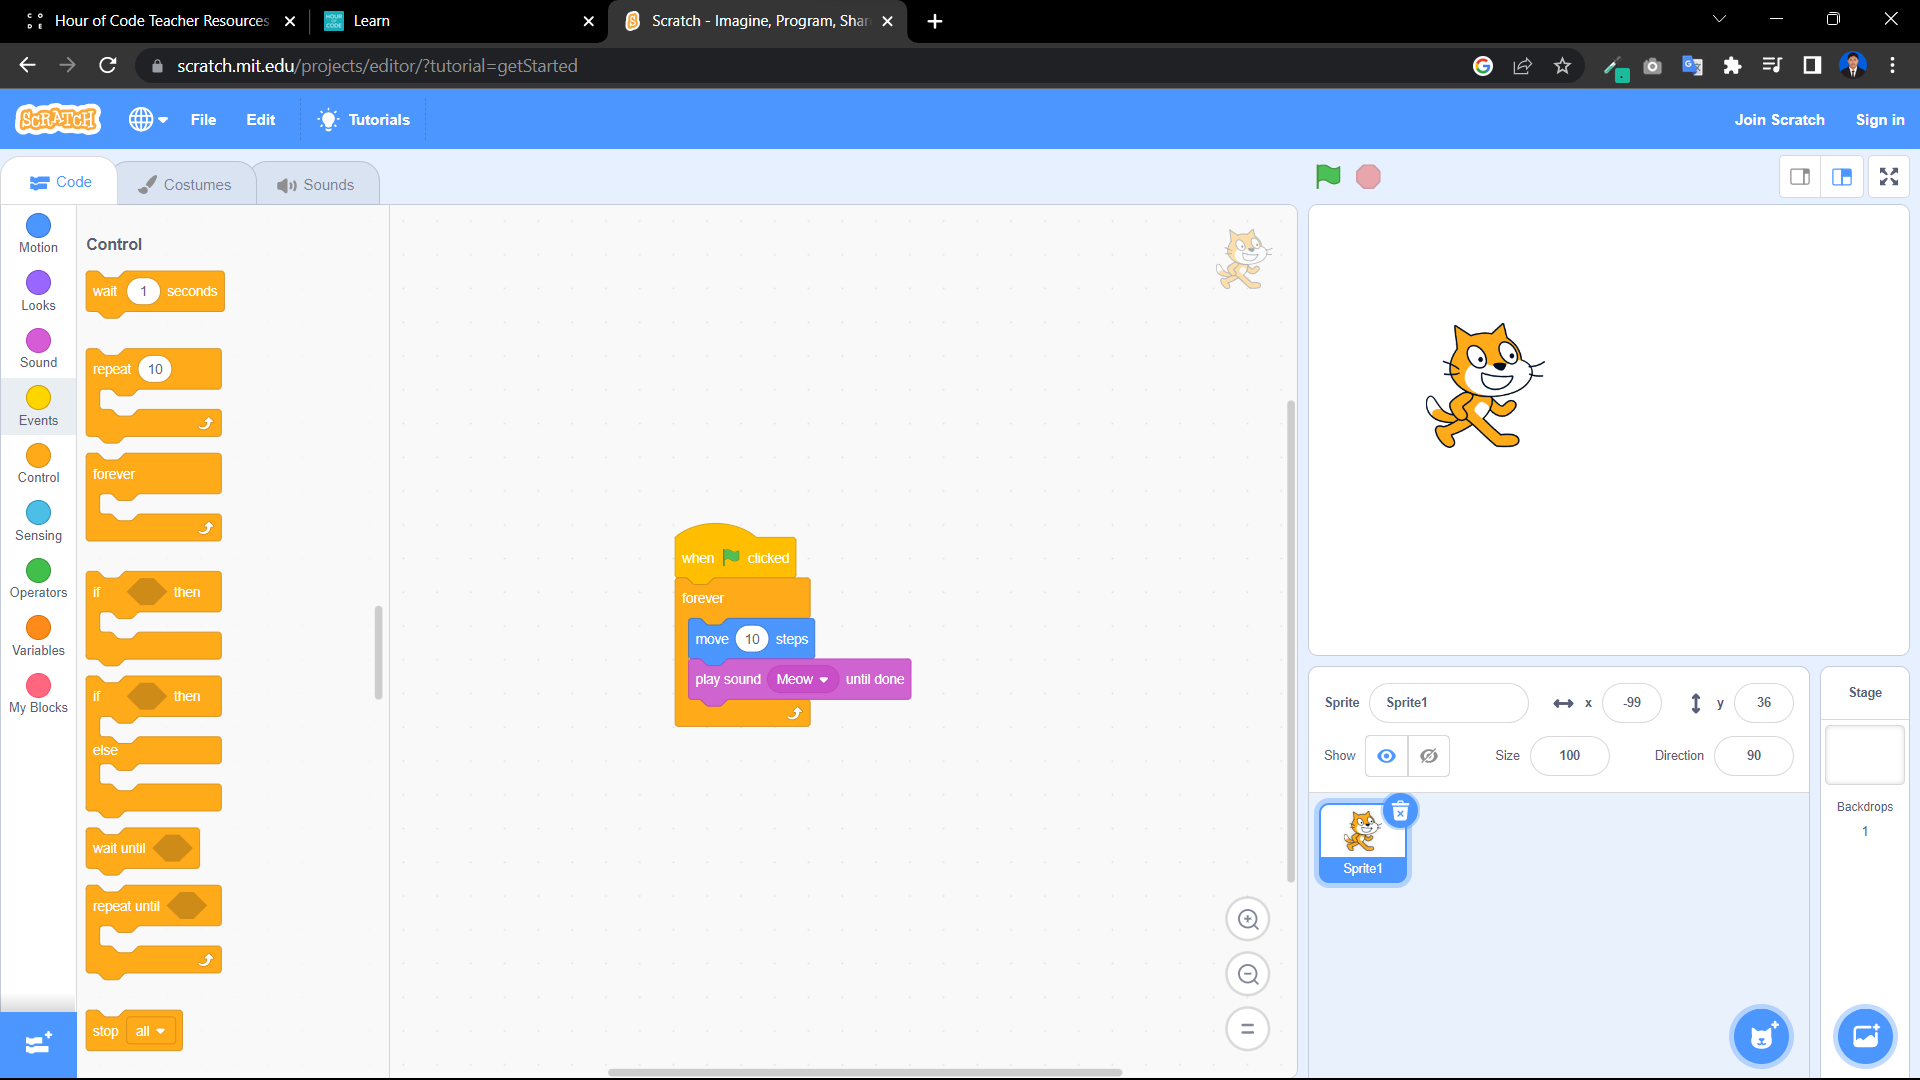 Hour of Code Teacher Resources
Learn
Scratch - Imagine, Program, Shar
scratch.mit.edu/projects/editor/?tutorial=getStarted
SCRATCH
File
Edit
Tutorials
Join Scratch
Sign in
Code
Costumes
Sounds
Motion
Looks
Sound
Events
Control
Sensing
Operators
Variables
My Blocks
Control
wait 1 seconds
repeat 10
forever
if then
if then
else
wait until
repeat until
stop all
when clicked
forever
move 10 steps
play sound Meow until done
Sprite Sprite1 x -99 y 36
Show Size 100 Direction 90
Sprite1
Stage
Backdrops
1